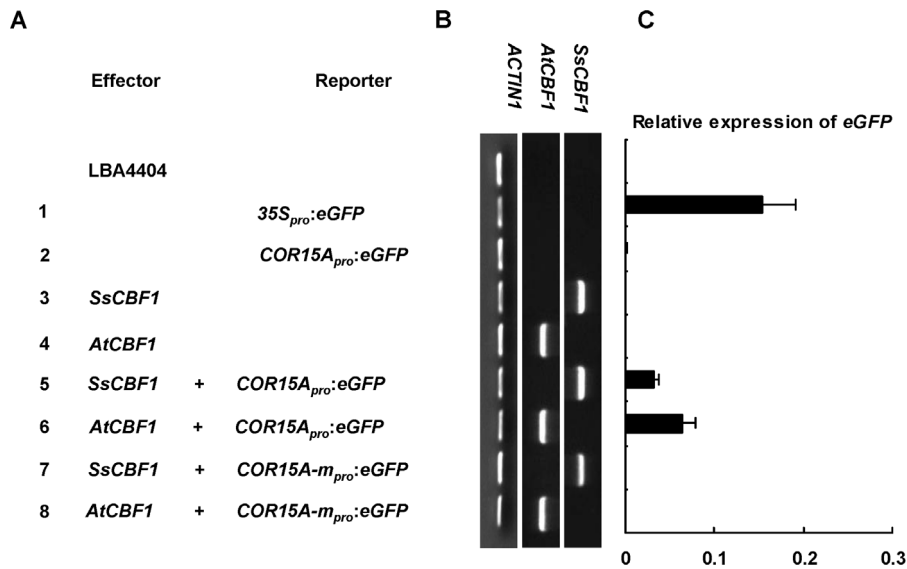 A
B
C
Effector Reporter
ACTIN1
AtCBF1
SsCBF1
Relative expression of eGFP
LBA4404
1 35Spro:eGFP
2 COR15Apro:eGFP
3 SsCBF1
4 AtCBF1
5 SsCBF1 + COR15Apro:eGFP
6 AtCBF1 + COR15Apro:eGFP
7 SsCBF1 + COR15A-mpro:eGFP
8 AtCBF1 + COR15A-mpro:eGFP
0 0.1 0.2 0.3